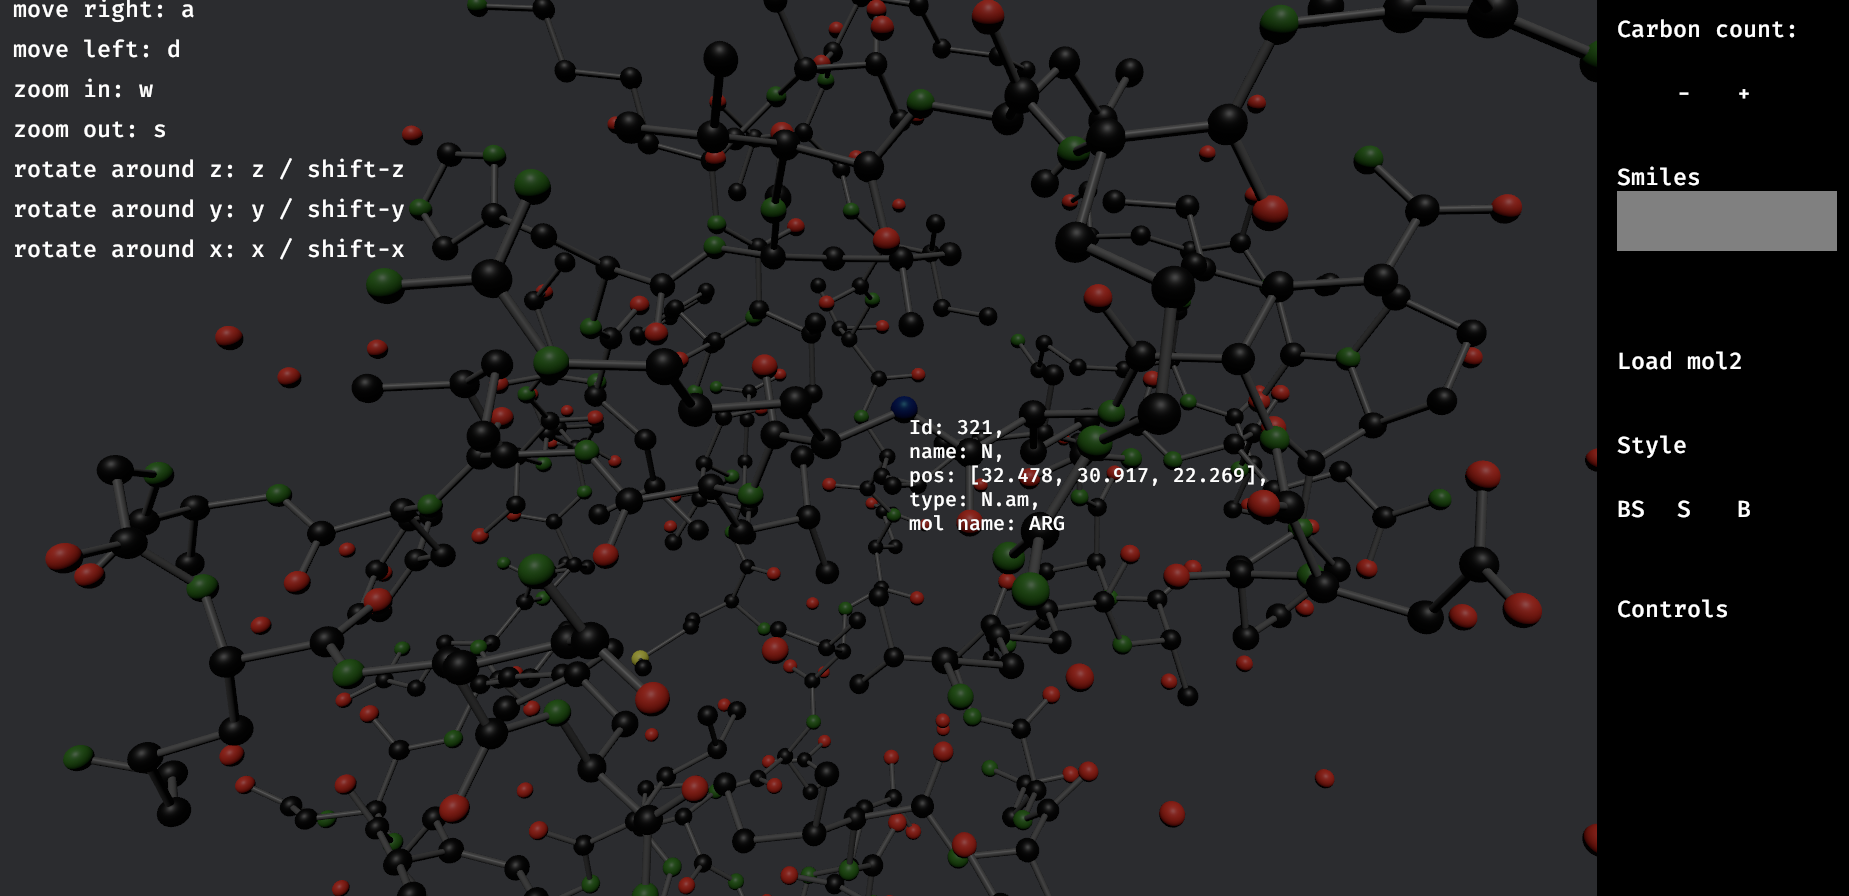 move right: a
move left: d
zoom in: w
zoom out: s
rotate around z: z / shift-z
rotate around y: y / shift-y
rotate around x: x / shift-x
Id: 321,
name: N,
pos: [32.478, 30.917, 22.269],
type: N.am,
mol name: ARG
Carbon count:
- +
Smiles
Load mol2
Style
BS S B
Controls